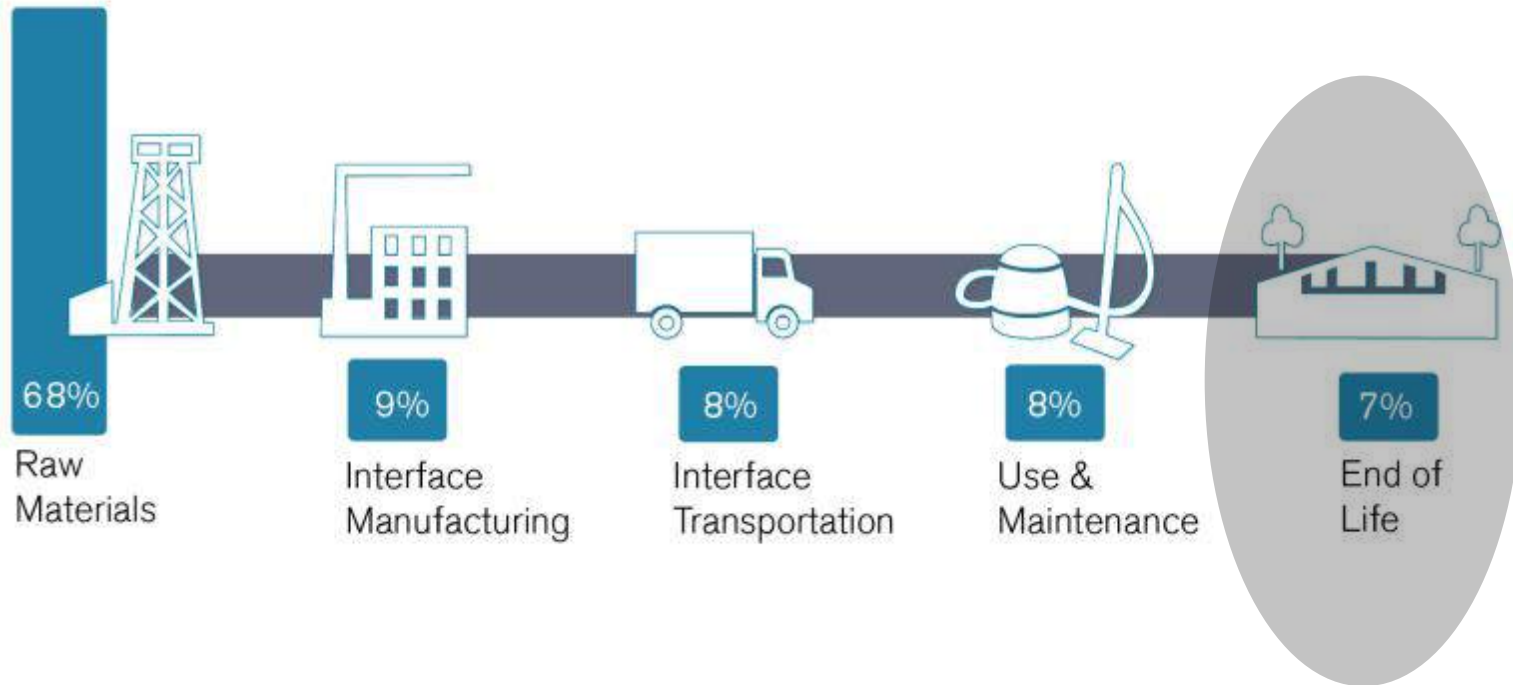 68%
9%
8%
8%
7%
Raw
Materials
Interface
Manufacturing
Interface
Transportation
Use &
Maintenance
End of
Life